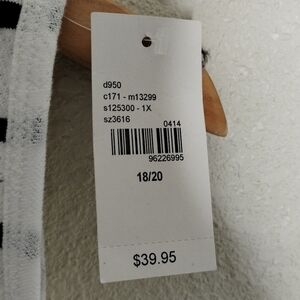 d950
c171 - m13299
s125300 - 1X
sz3616
0414
96226995
18/20
$39.95